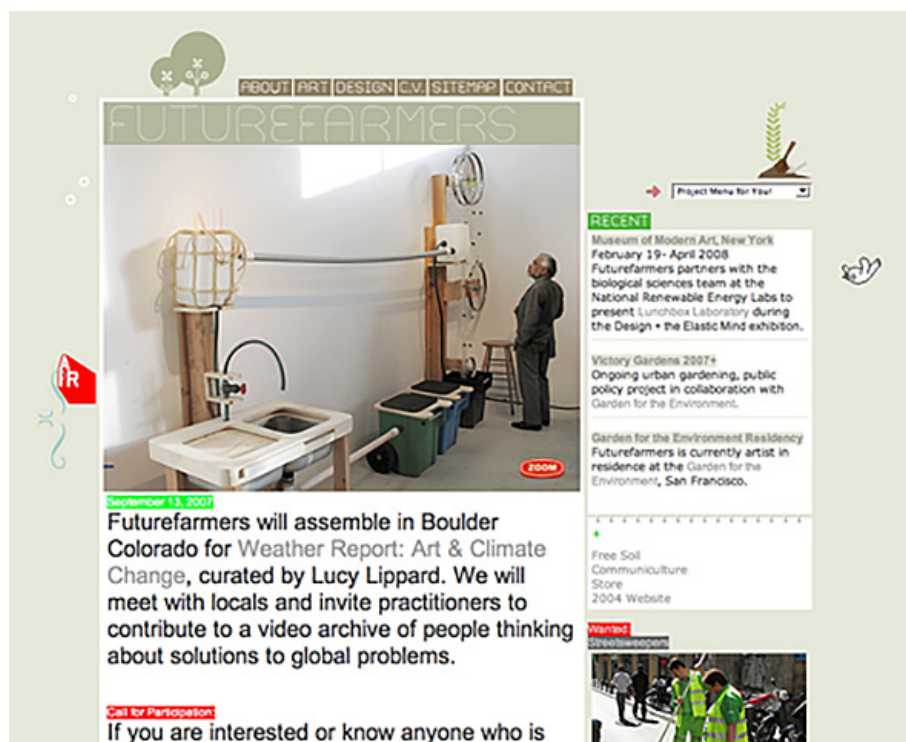 ABOUT ART DESIGN C.V. SITEMAP CONTACT
FUTUREFARMERS
Project Menu for You!
RECENT
Museum of Modern Art, New York
February 19- April 2008
Futurefarmers partners with the
biological sciences team at the
National Renewable Energy Labs to
present Lunchbox Laboratory during
the Design + the Elastic Mind exhibition.
Victory Gardens 2007+
Ongoing urban gardening, public
policy project in collaboration with
Garden for the Environment.
Garden for the Environment Residency
Futurefarmers is currently artist in
residence at the Garden for the
Environment, San Francisco.
+
Free Soil
Communiculture
Store
2004 Website
Wanted:
Streetsweepers
R
ZOOM
September 13, 2007
Futurefarmers will assemble in Boulder
Colorado for Weather Report: Art & Climate
Change, curated by Lucy Lippard. We will
meet with locals and invite practitioners to
contribute to a video archive of people thinking
about solutions to global problems.
Call for Participation:
If you are interested or know anyone who is